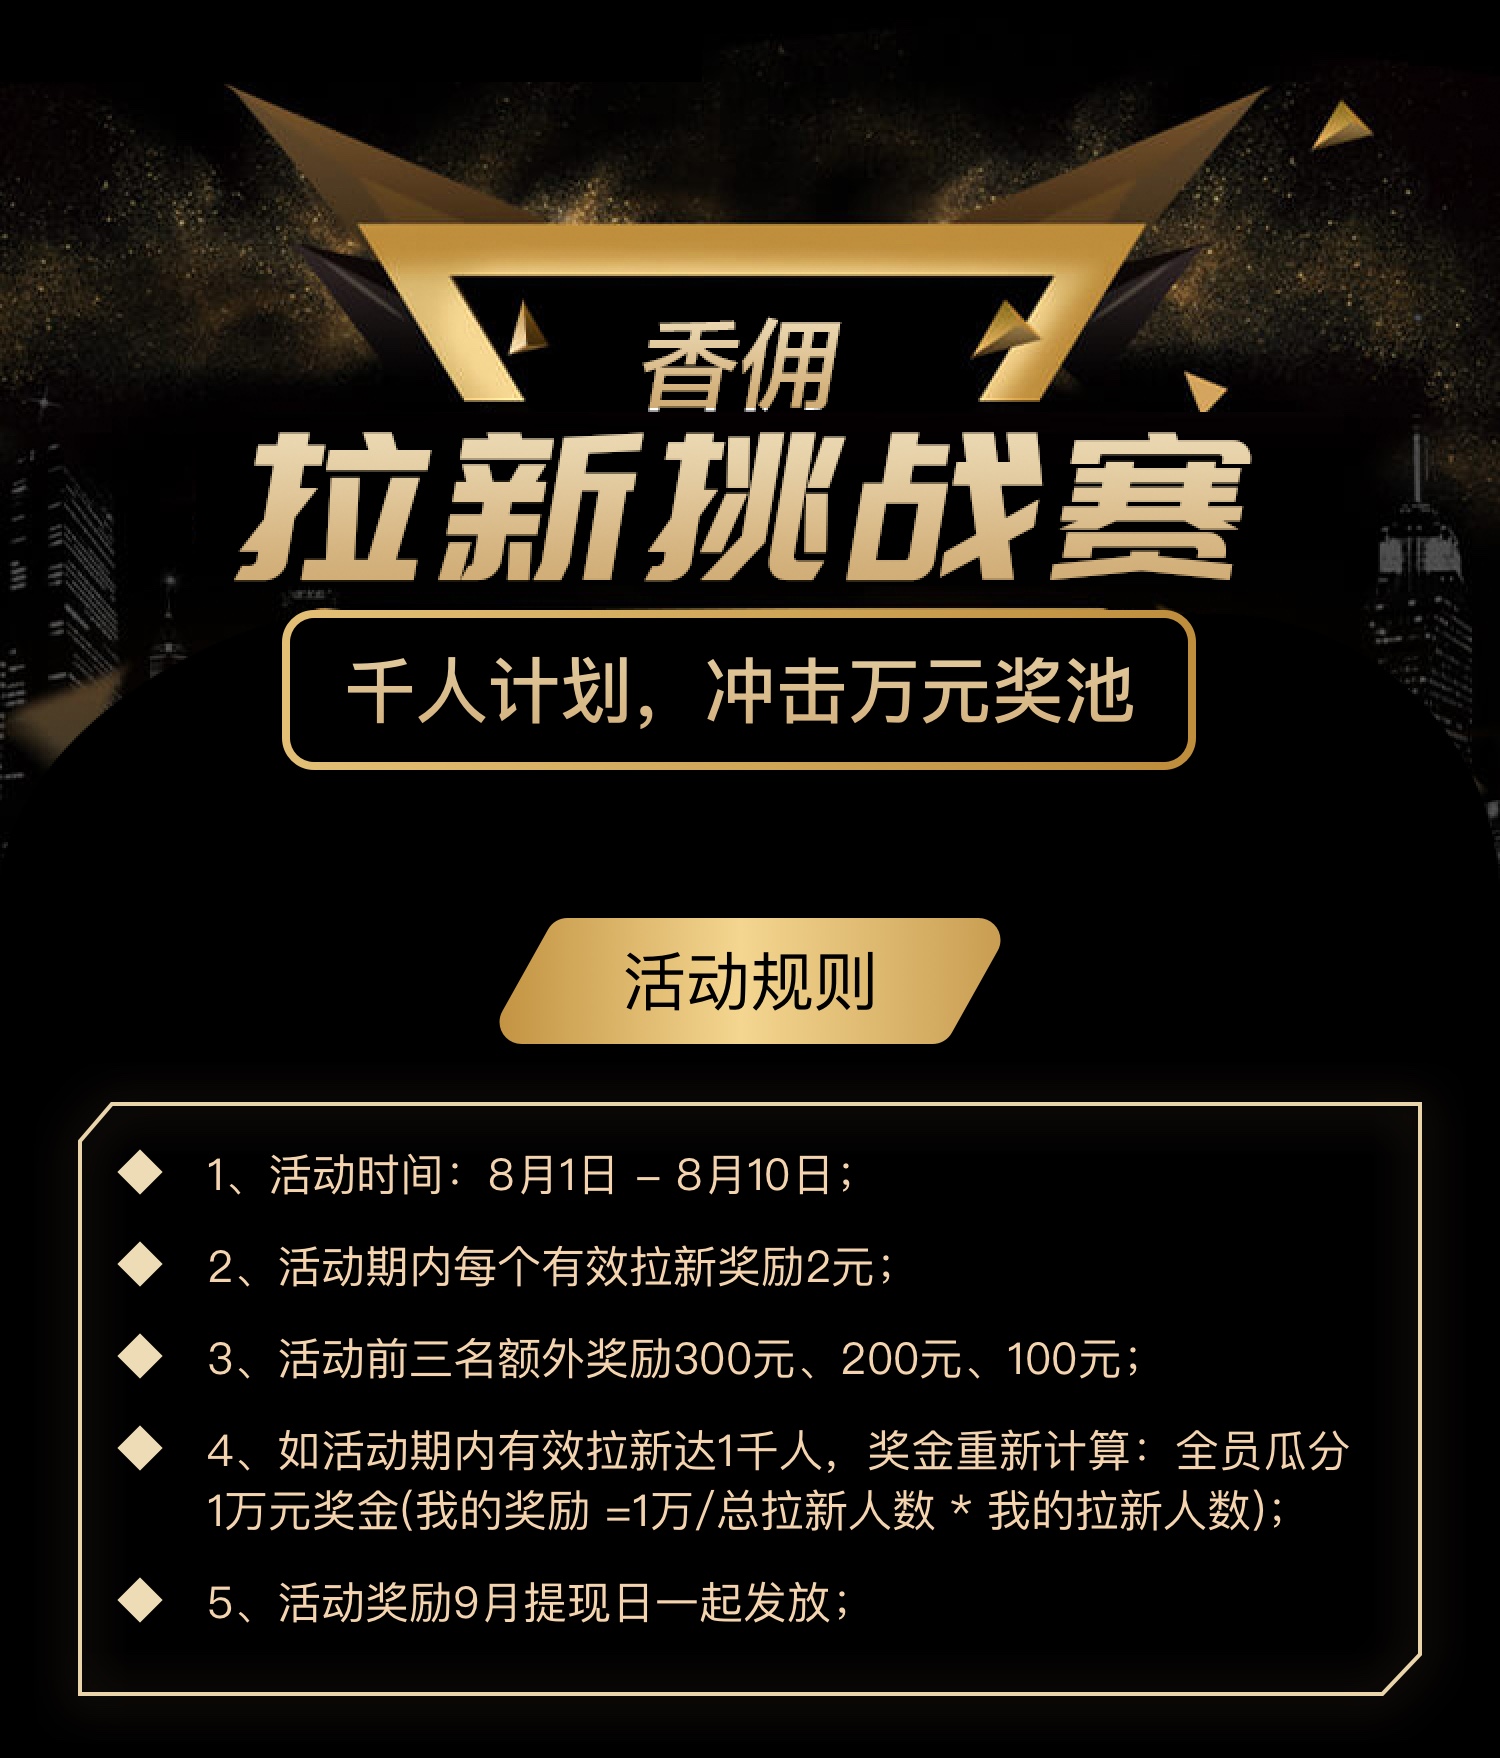 香佣
拉新挑战赛
千人计划，冲击万元奖池
活动规则
1、活动时间：8月1日 – 8月10日；
2、活动期内每个有效拉新奖励2元；
3、活动前三名额外奖励300元、200元、100元；
4、如活动期内有效拉新达1千人，奖金重新计算：全员瓜分
1万元奖金(我的奖励 =1万/总拉新人数 * 我的拉新人数)；
5、活动奖励9月提现日一起发放；